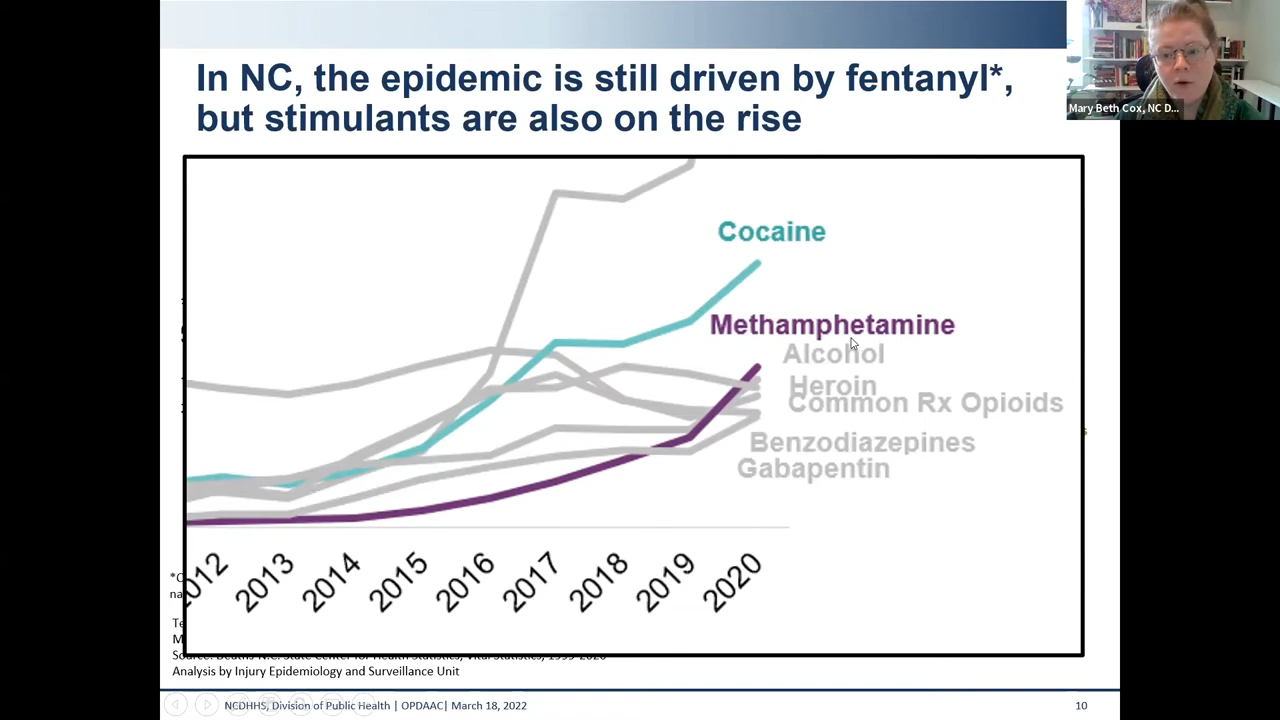 In NC, the epidemic is still driven by fentanyl*,
but stimulants are also on the rise
Mary Beth Cox, NC D...
Cocaine
Methamphetamine
Alcohol
Heroin
Common Rx Opioids
Benzodiazepines
Gabapentin
2012
2013
2014
2015
2016
2017
2018
2019
2020
Analysis by Injury Epidemiology and Surveillance Unit
NCDHHS, Division of Public Health | OPDAAC| March 18, 2022
10